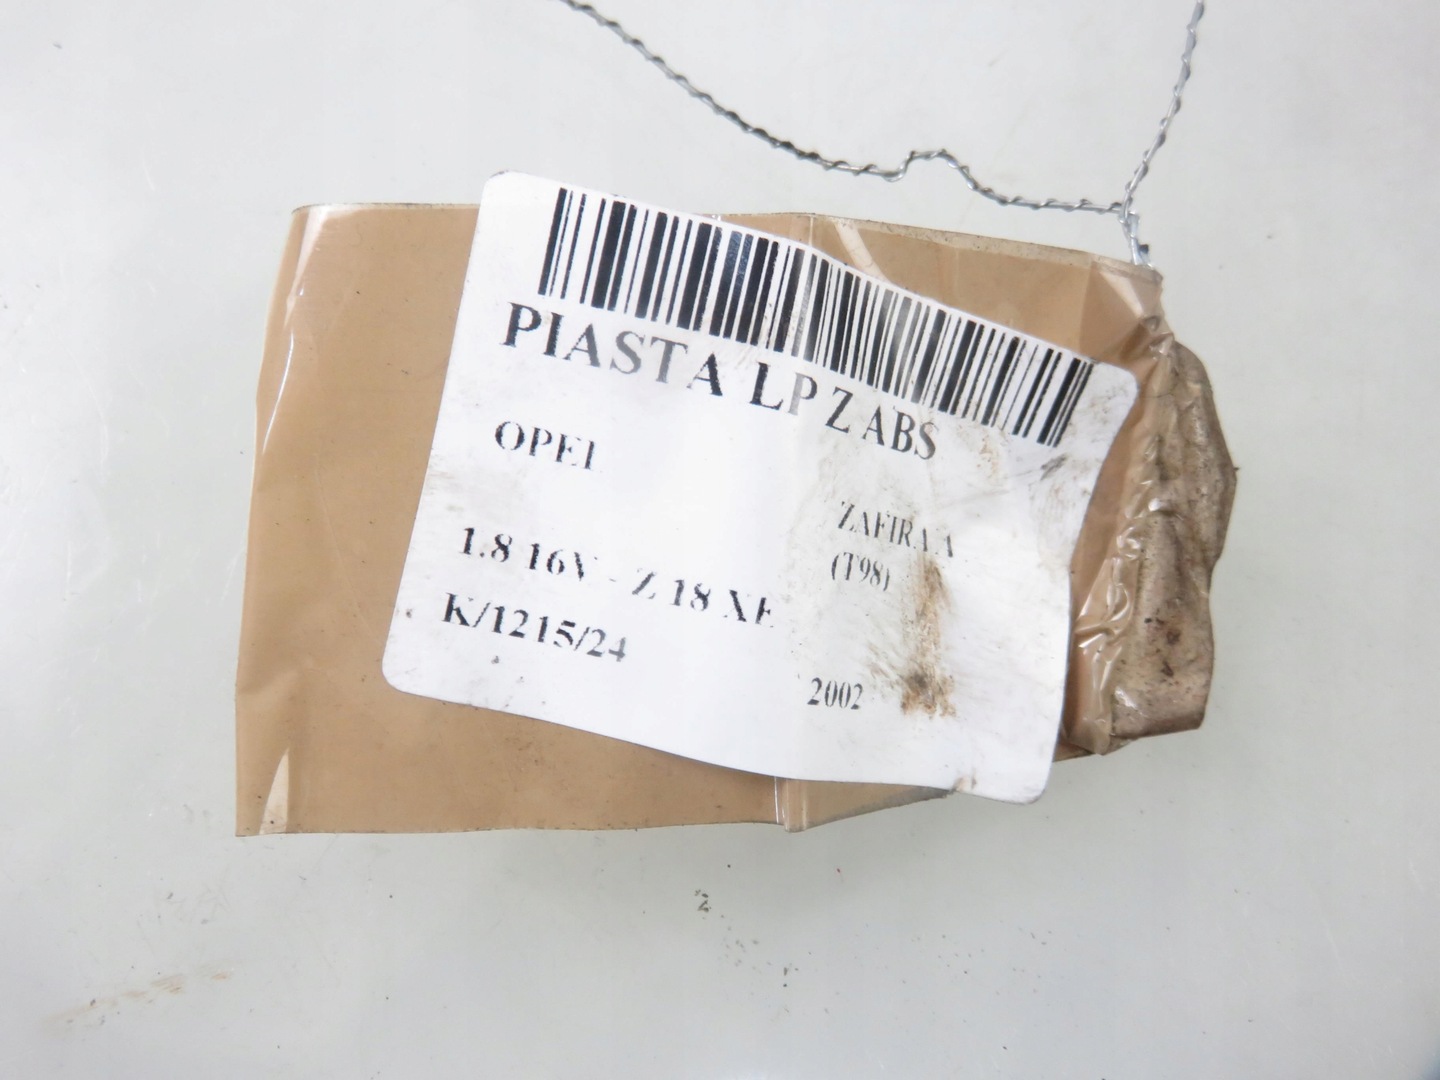 PIASTA LP Z ABS
OPEL
ZAFIRA A
(T98)
1.8 16V - Z 18 XE
K/1215/24
2002